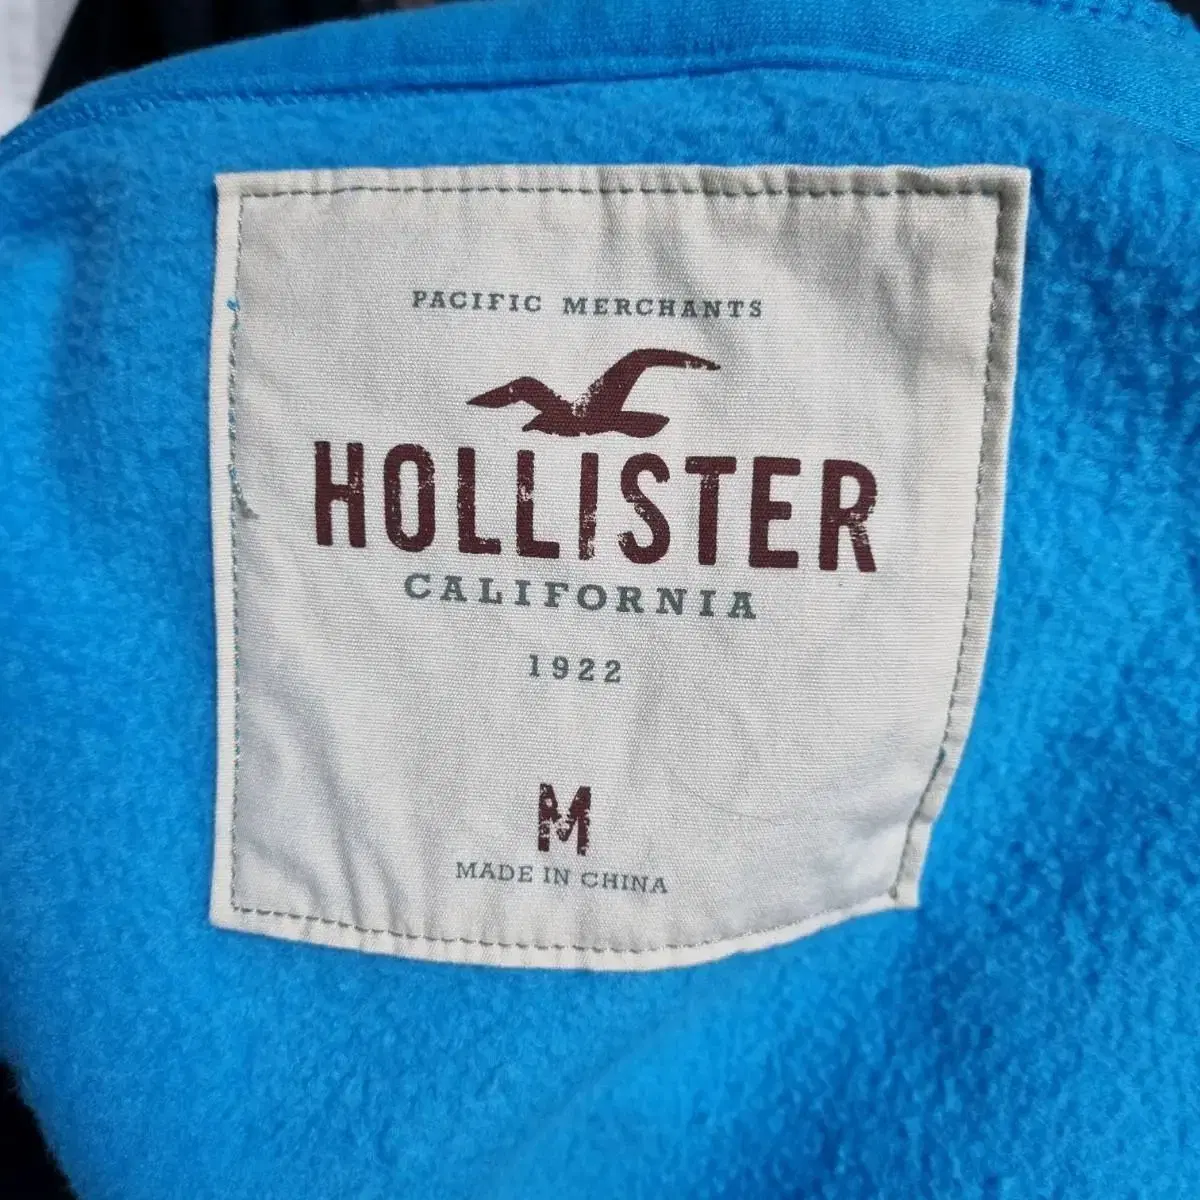 PACIFIC MERCHANTS
HOLLISTER
CALIFORNIA
1922
M
MADE IN CHINA